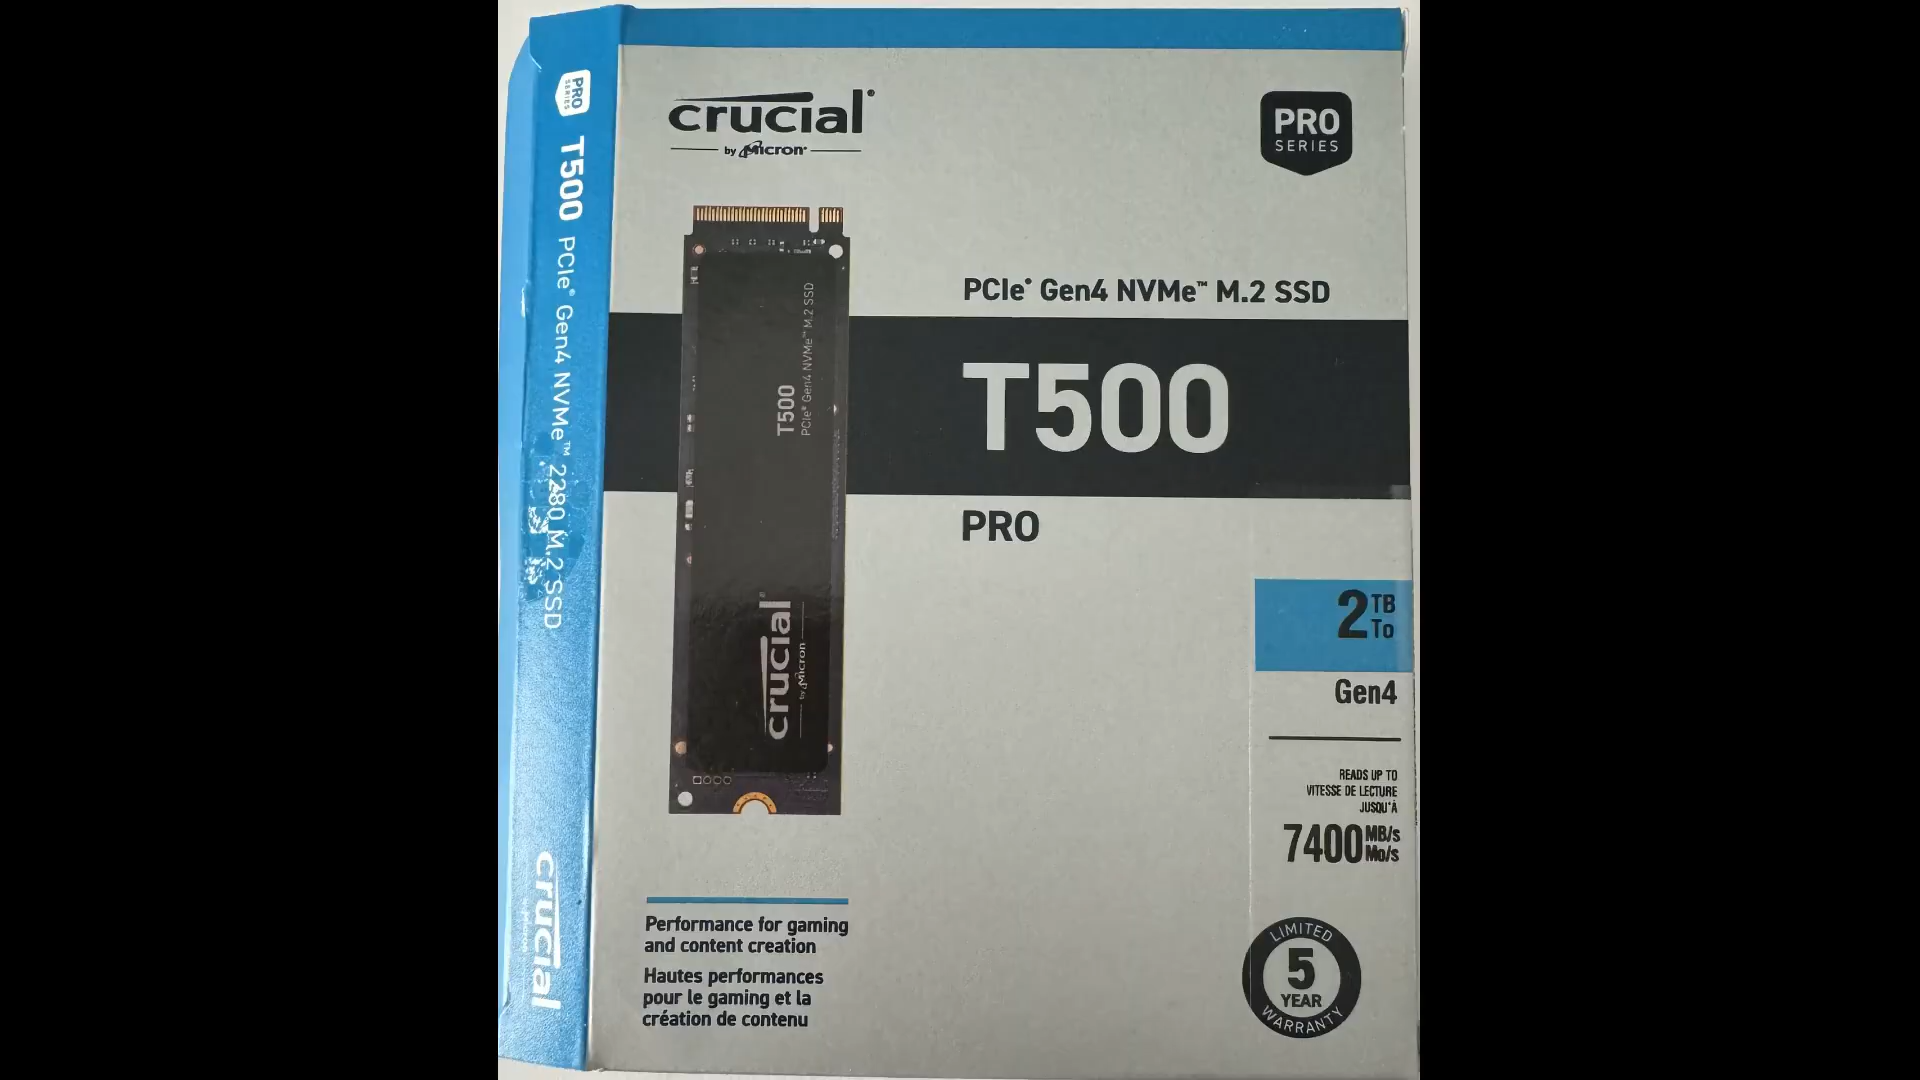 PRO
SERIES
T500 PCIe® Gen4 NVMe™ 2280 M.2 SSD
crucial
crucial®
by Micron®
PRO
SERIES
PCIe® Gen4 NVMe™ M.2 SSD
T500
PRO
T500
PCIe® Gen4 NVMe™ M.2 SSD
crucial®
by Micron
2 TB
To
Gen4
READS UP TO
VITESSE DE LECTURE
JUSQU'À
7400 MB/s
Mo/s
Performance for gaming
and content creation
Hautes performances
pour le gaming et la
création de contenu
LIMITED
5
YEAR
WARRANTY